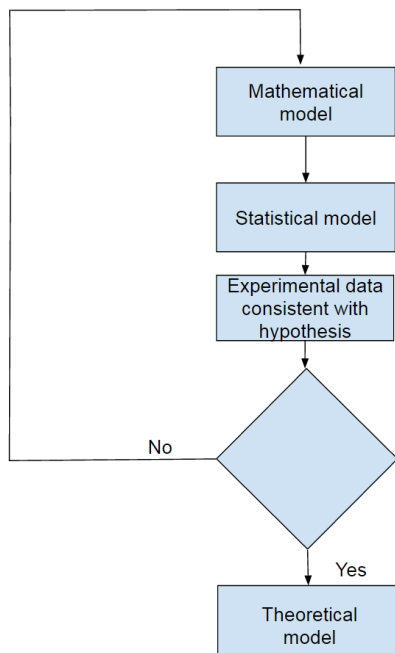 Mathematical
model
Statistical model
Experimental data
consistent with
hypothesis
No
Yes
Theoretical
model